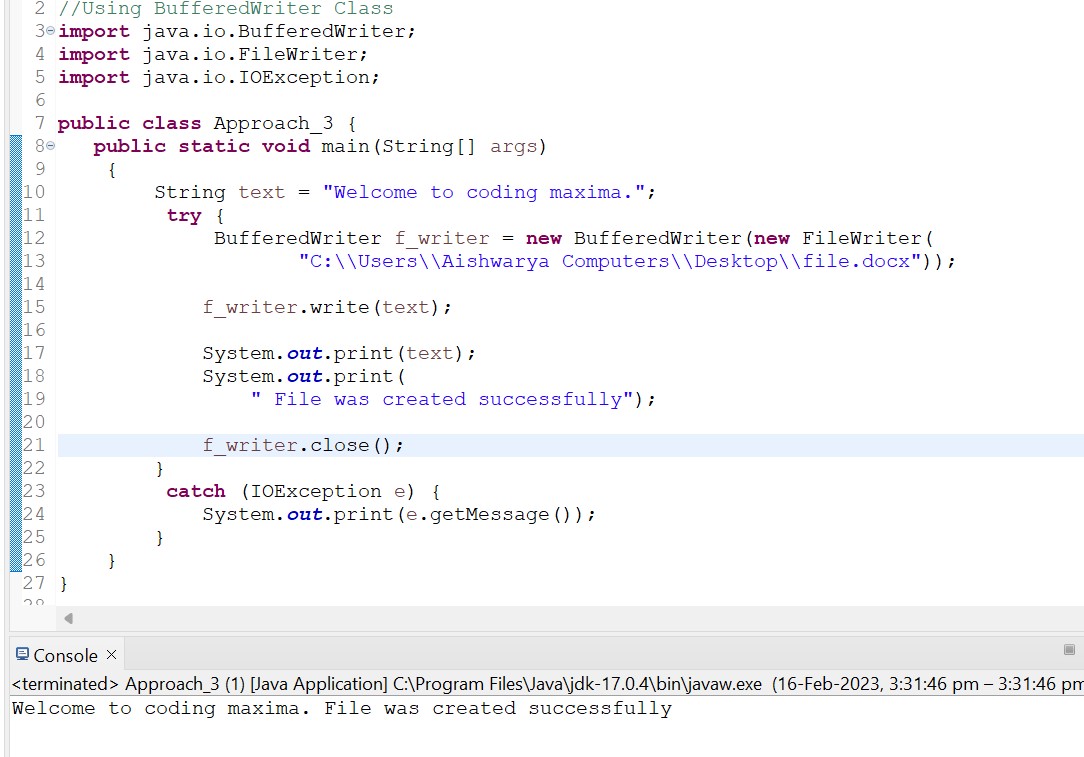 2 //Using BufferedWriter Class
3 import java.io.BufferedWriter;
4 import java.io.FileWriter;
5 import java.io.IOException;
6
7 public class Approach_3 {
8 public static void main(String[] args)
9 {
10 String text = "Welcome to coding maxima.";
11 try {
12 BufferedWriter f_writer = new BufferedWriter(new FileWriter(
13 "C:\\Users\\Aishwarya Computers\\Desktop\\file.docx"));
14
15 f_writer.write(text);
16
17 System.out.print(text);
18 System.out.print(
19 " File was created successfully");
20
21 f_writer.close();
22 }
23 catch (IOException e) {
24 System.out.print(e.getMessage());
25 }
26 }
27 }
Console ×
<terminated> Approach_3 (1) [Java Application] C:\Program Files\Java\jdk-17.0.4\bin\javaw.exe (16-Feb-2023, 3:31:46 pm – 3:31:46 pm
Welcome to coding maxima. File was created successfully